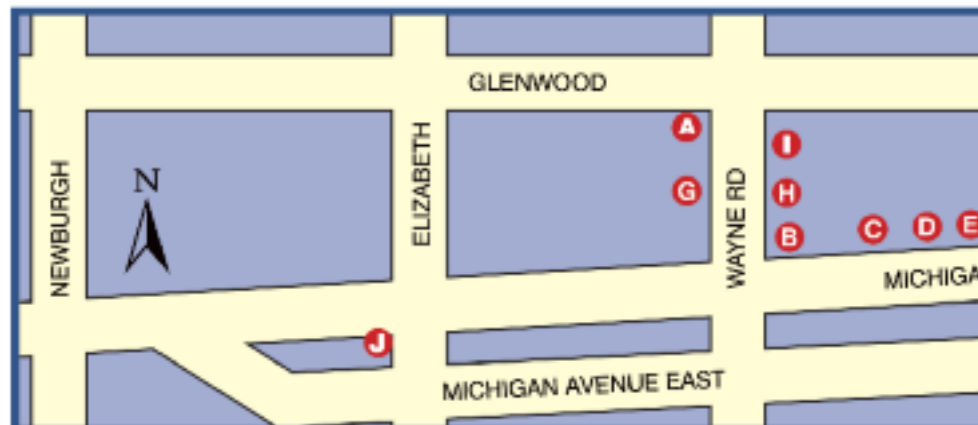 GLENWOOD
NEWBURGH
ELIZABETH
WAYNE RD
N
A
I
G
H
B
C
D
E
MICHIGA
J
MICHIGAN AVENUE EAST